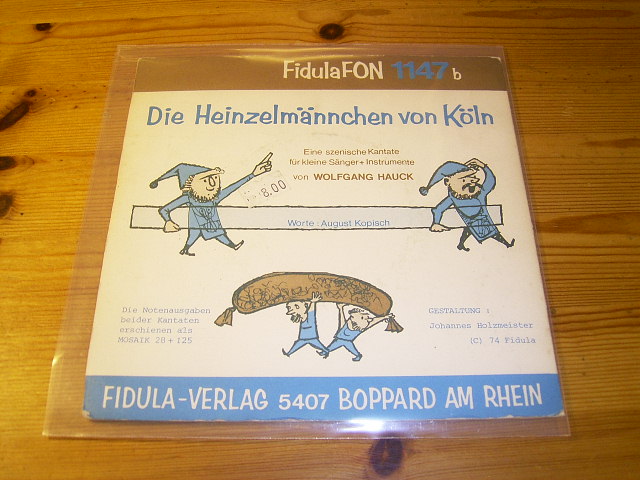 FidulaFON 1147 b
Die Heinzelmännchen von Köln
Eine szenische Kantate
für kleine Sänger + Instrumente
von WOLFGANG HAUCK
8.00
Worte : August Kopisch
Die Notenausgaben
beider Kantaten
erschienen als
MOSAIK 28 + 125
GESTALTUNG :
Johannes Holzmeister
(C) 74 Fidula
FIDULA-VERLAG 5407 BOPPARD AM RHEIN